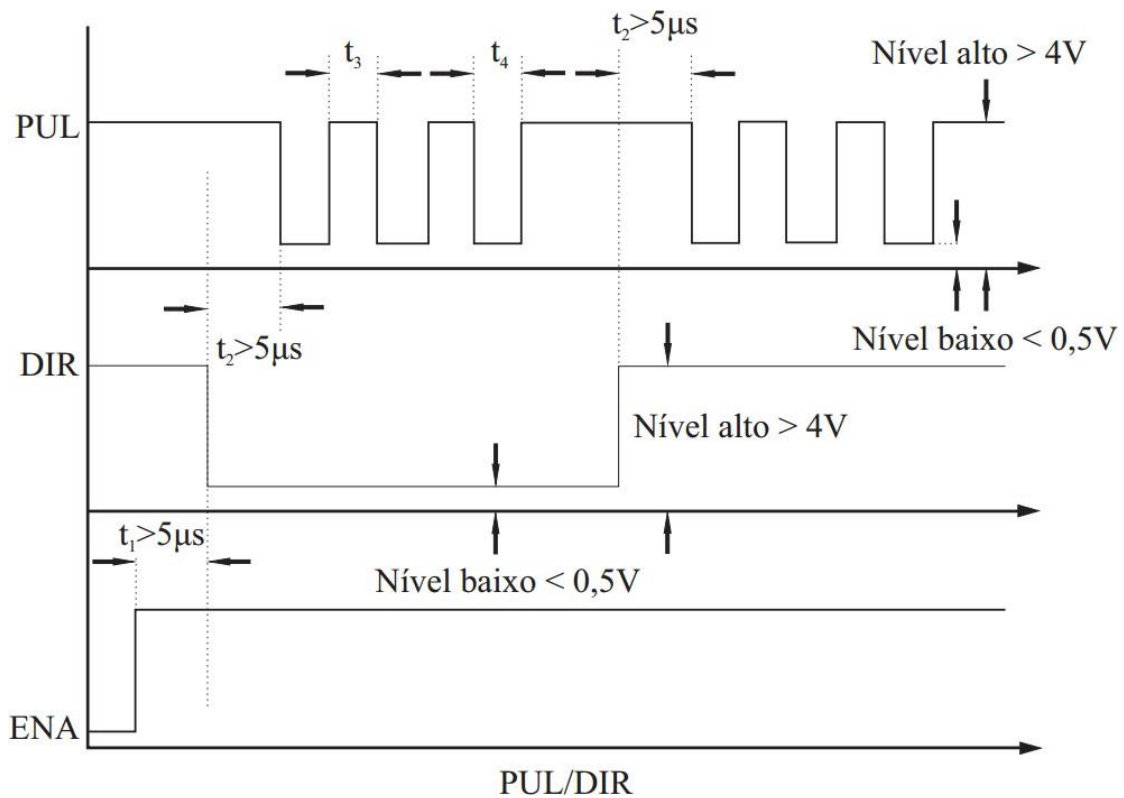 t₂>5μs
t₃
t₄
Nível alto > 4V
PUL
t₂>5μs
Nível baixo < 0,5V
DIR
Nível alto > 4V
t₁>5μs
Nível baixo < 0,5V
ENA
PUL/DIR